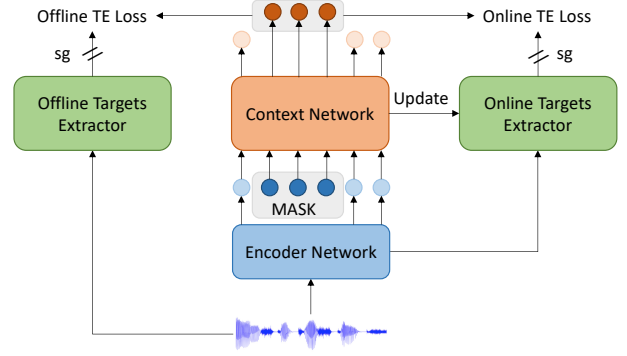 Offline TE Loss
Online TE Loss
sg
sg
Offline Targets
Extractor
Context Network
Update
Online Targets
Extractor
MASK
Encoder Network